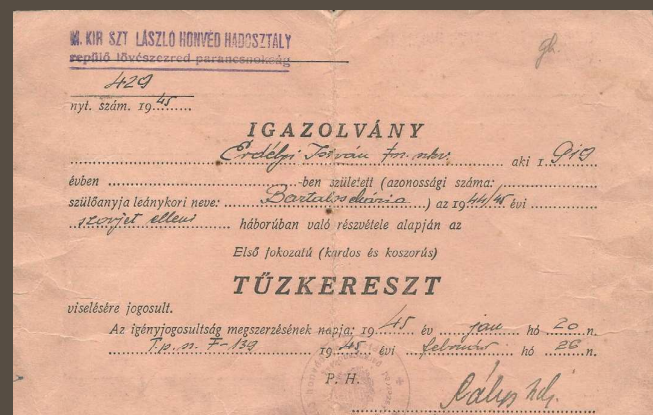 M. KIR SZT LÁSZLÓ HONVÉD HADOSZTÁLY
repülő lövészezred parancsnokság
429
nyt. szám. 1945
IGAZOLVÁNY
Erdélyi István aki 1919
évben ...-ben született (azonossági száma:
szülőanyja leánykori neve: Bartalos Mária ) az 1944/45 évi
szovjet elleni háborúban való részvétele alapján az
Első fokozatú (kardos és koszorús)
TŰZKERESZT
viselésére jogosult.
Az igényjogosultság megszerzésének napja: 1945 év jan hó 20 n.
T.p.n. F-139 1945 évi február hó 26 n.
P. H.